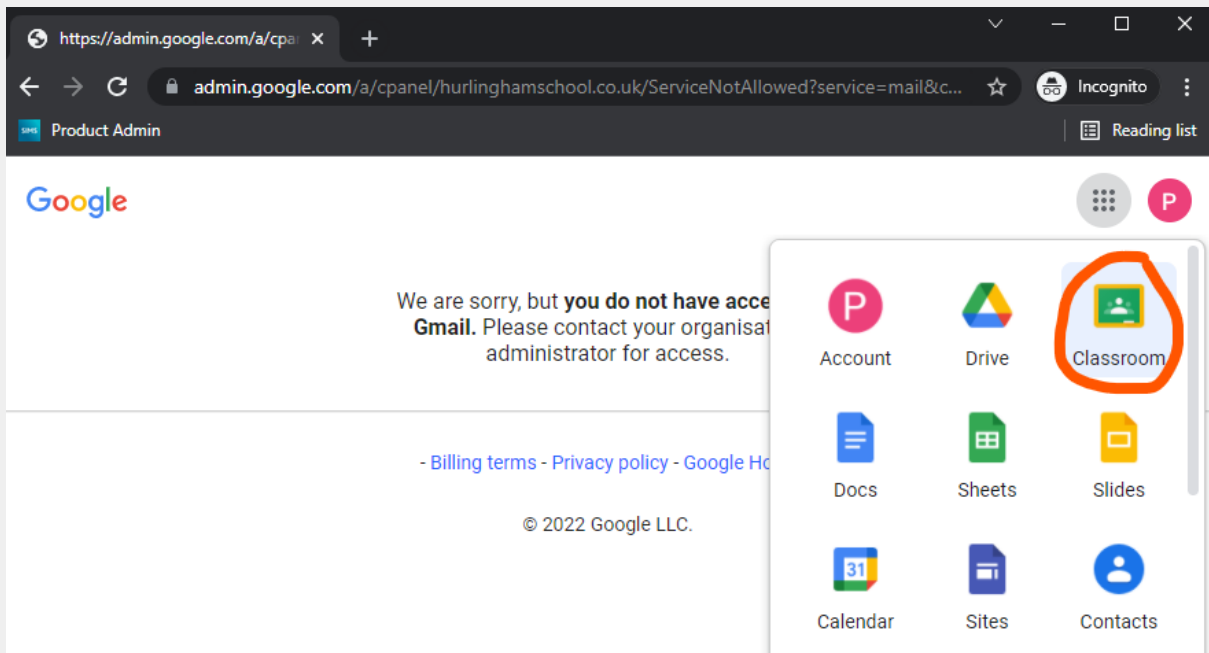 https://admin.google.com/a/cpa
admin.google.com/a/cpanel/hurlinghamschool.co.uk/ServiceNotAllowed?service=mail&c...
Incognito
SIMS Product Admin
Reading list
Google
P
We are sorry, but you do not have acce
Gmail. Please contact your organisat
administrator for access.
- Billing terms - Privacy policy - Google Ho
© 2022 Google LLC.
P
Account
Drive
Classroom
Docs
Sheets
Slides
31
Calendar
Sites
Contacts